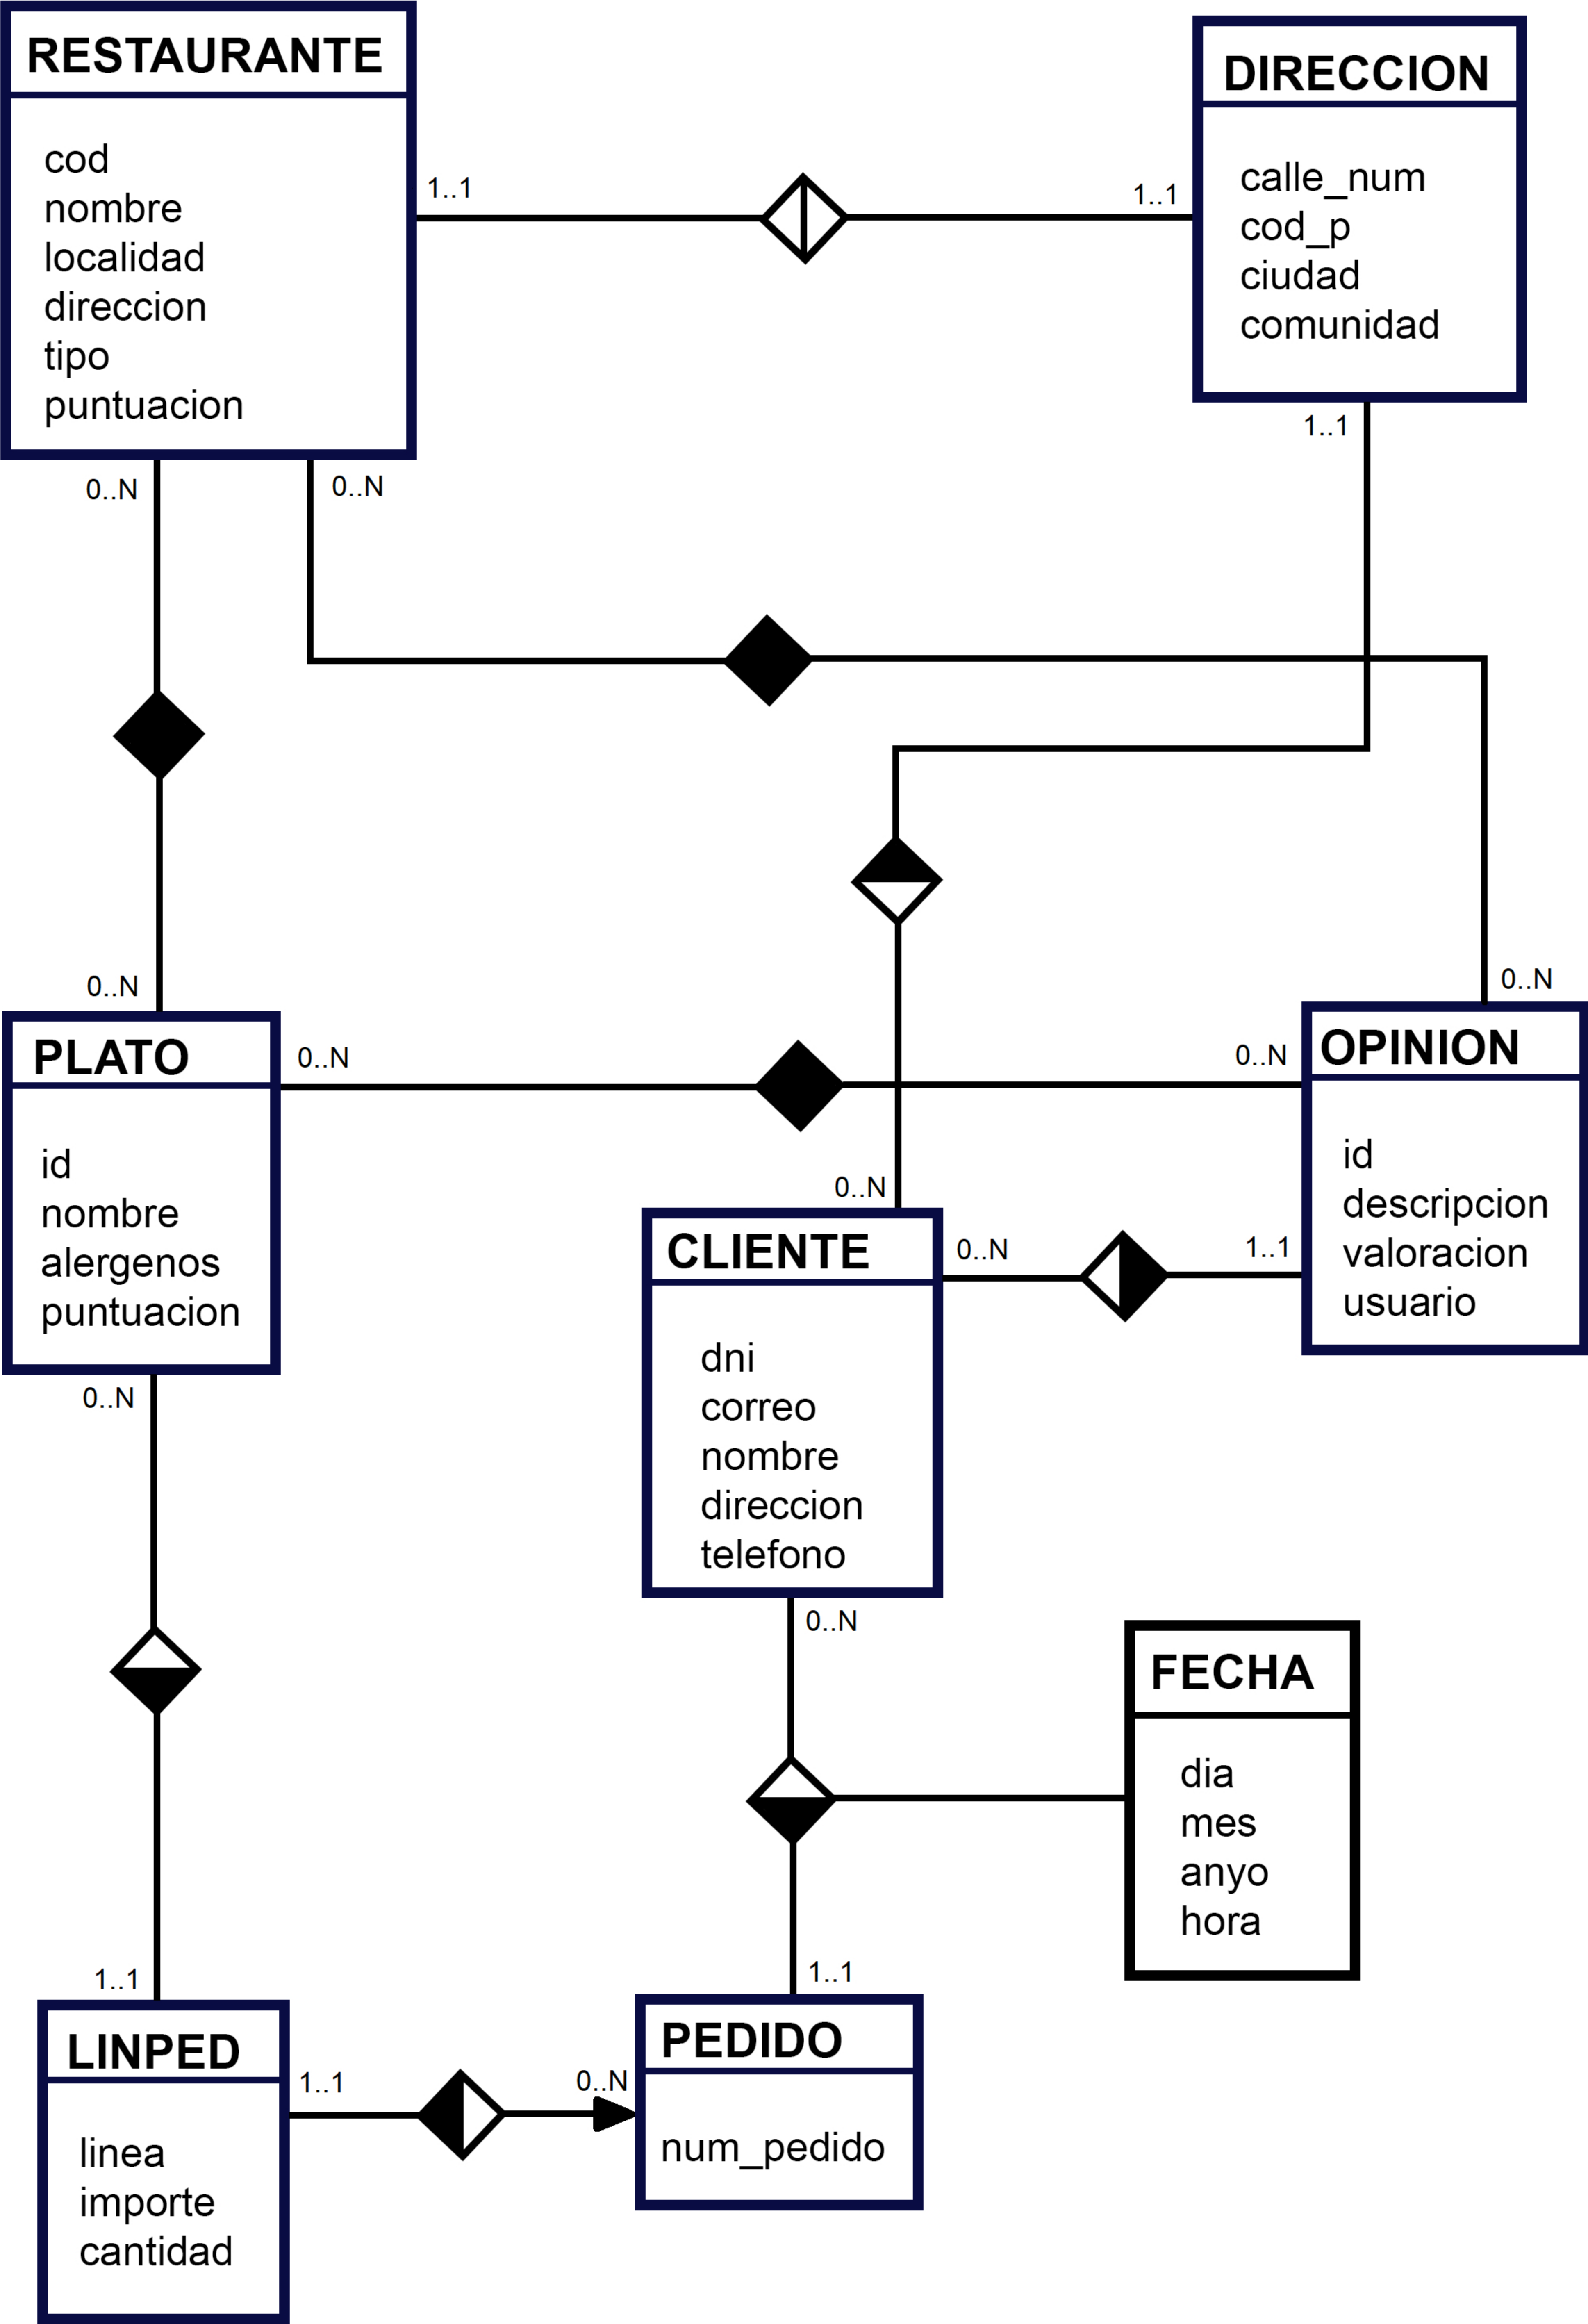 RESTAURANTE
cod
nombre
localidad
direccion
tipo
puntuacion
1..1
1..1
DIRECCION
calle_num
cod_p
ciudad
comunidad
1..1
0..N
0..N
0..N
0..N
PLATO
id
nombre
alergenos
puntuacion
0..N
0..N
OPINION
id
descripcion
valoracion
usuario
0..N
CLIENTE
dni
correo
nombre
direccion
telefono
0..N
1..1
0..N
0..N
FECHA
dia
mes
anyo
hora
1..1
1..1
LINPED
linea
importe
cantidad
1..1
0..N
PEDIDO
num_pedido